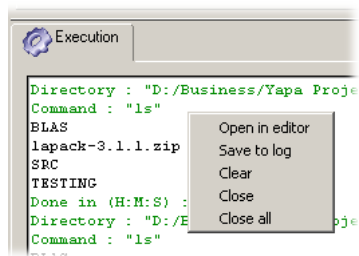 Execution
Directory : "D:/Business/Yapa Proje
Command : "ls"
BLAS
lapack-3.1.1.zip
SRC
TESTING
Done in (H:M:S) :
Directory : "D:/B
Command : "ls"
BLAS
Open in editor
Save to log
Clear
Close
Close all